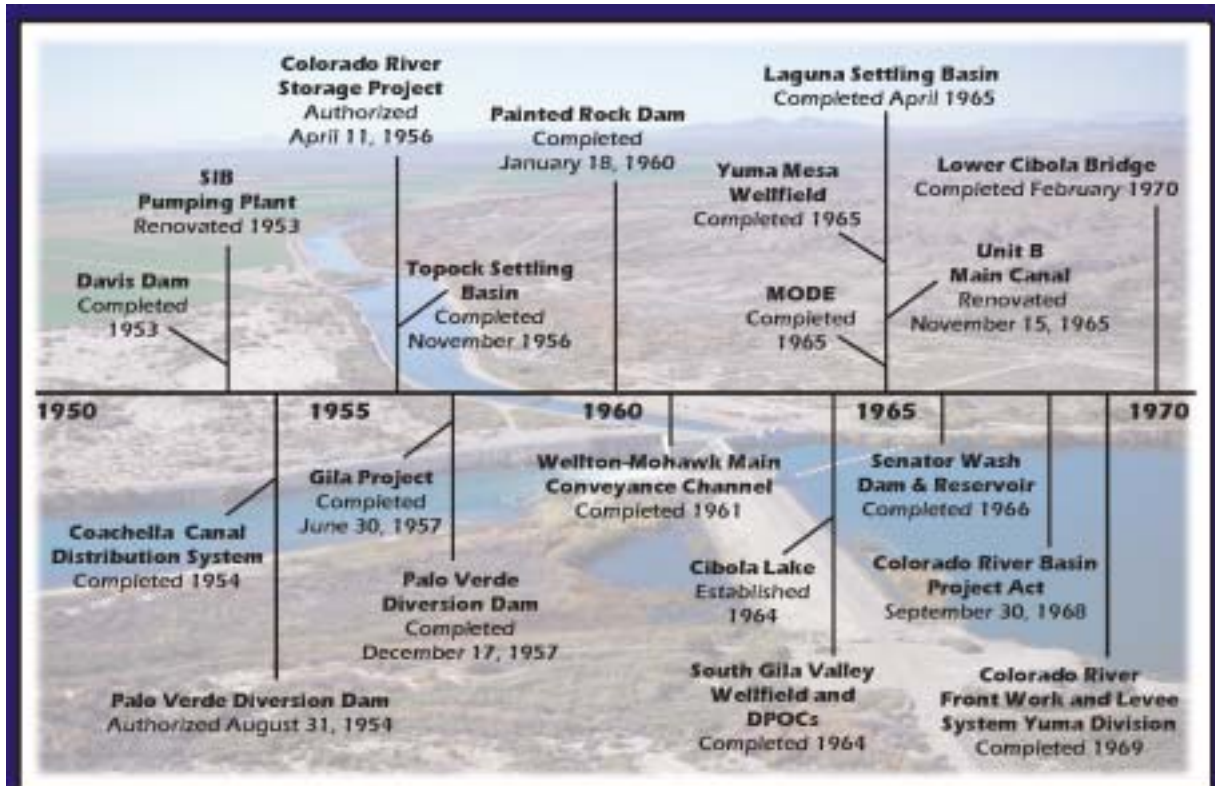 Colorado River
Storage Project
Authorized
April 11, 1956
Laguna Settling Basin
Completed April 1965
Painted Rock Dam
Completed
January 18, 1960
SIB
Pumping Plant
Renovated 1953
Yuma Mesa
Wellfield
Completed 1965
Lower Cibola Bridge
Completed February 1970
Davis Dam
Completed
1953
Topock Settling
Basin
Completed
November 1956
MODE
Completed
1965
Unit B
Main Canal
Renovated
November 15, 1965
1950
1955
1960
1965
1970
Coachella Canal
Distribution System
Completed 1954
Gila Project
Completed
June 30, 1957
Wellton-Mohawk Main
Conveyance Channel
Completed 1961
Senator Wash
Dam & Reservoir
Completed 1966
Palo Verde
Diversion Dam
Completed
December 17, 1957
Cibola Lake
Established
1964
Colorado River Basin
Project Act
September 30, 1968
Palo Verde Diversion Dam
Authorized August 31, 1954
South Gila Valley
Wellfield and
DPOCs
Completed 1964
Colorado River
Front Work and Levee
System Yuma Division
Completed 1969